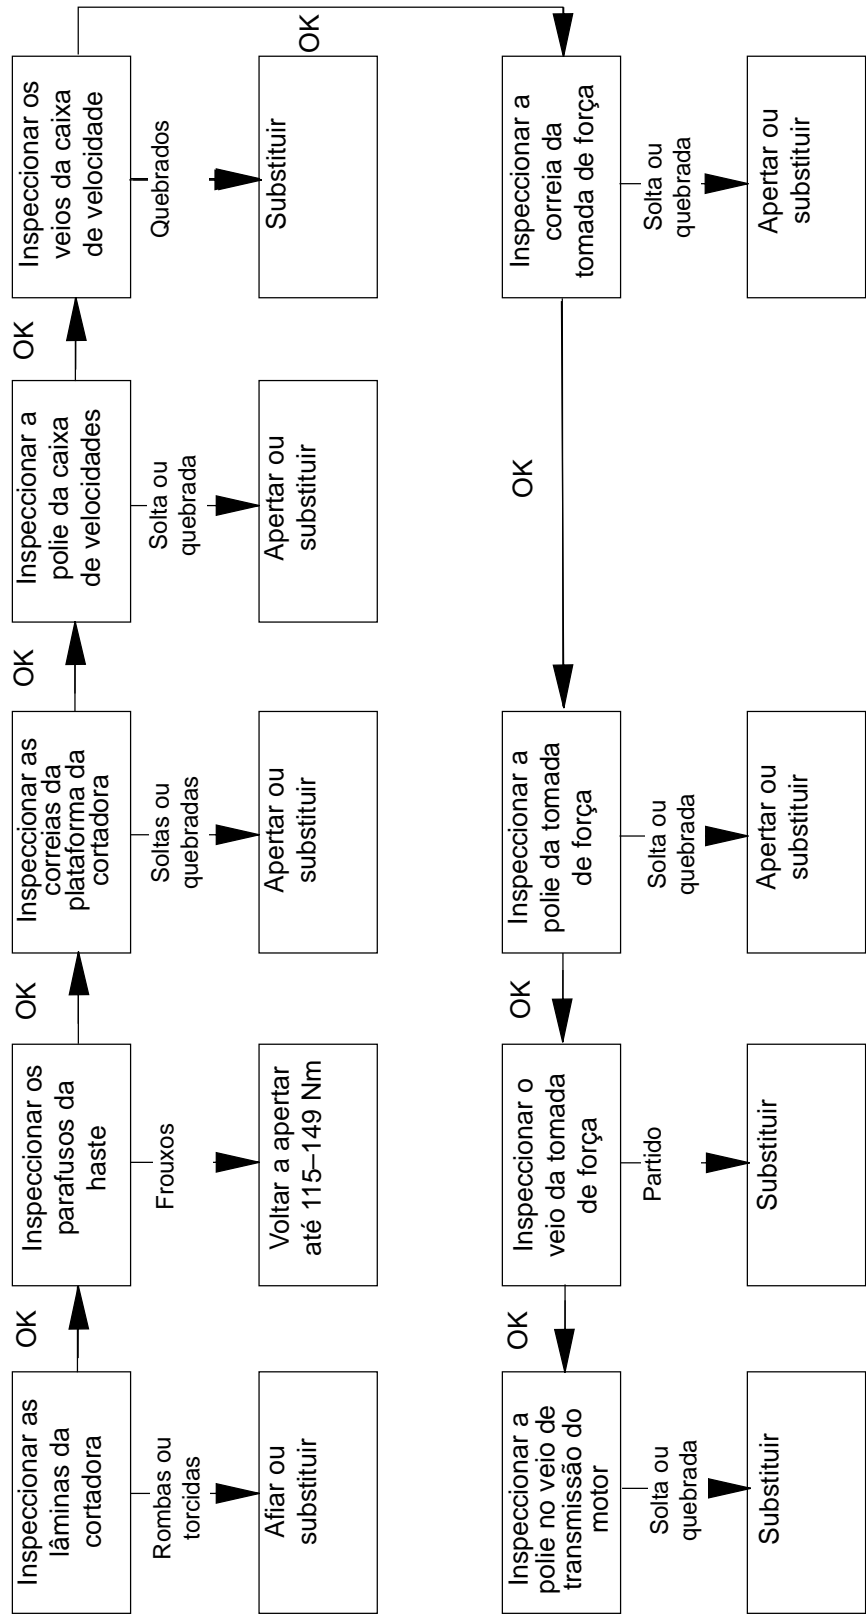 Inspeccionar as
lâminas da
cortadora
OK
Rombas ou
torcidas
Afiar ou
substituir
Inspeccionar os
parafusos da
haste
OK
Frouxos
Voltar a apertar
até 115–149 Nm
Inspeccionar as
correias da
plataforma da
cortadora
OK
Soltas ou
quebradas
Apertar ou
substituir
Inspeccionar a
polie da caixa
de velocidades
OK
Solta ou
quebrada
Apertar ou
substituir
Inspeccionar os
veios da caixa
de velocidade
Quebrados
Substituir
OK
Inspeccionar a
correia da
tomada de força
Solta ou
quebrada
Apertar ou
substituir
OK
Inspeccionar a
polie da tomada
de força
Solta ou
quebrada
Apertar ou
substituir
OK
Inspeccionar o
veio da tomada
de força
Partido
Substituir
OK
Inspeccionar a
polie no veio de
transmissão do
motor
Solta ou
quebrada
Substituir